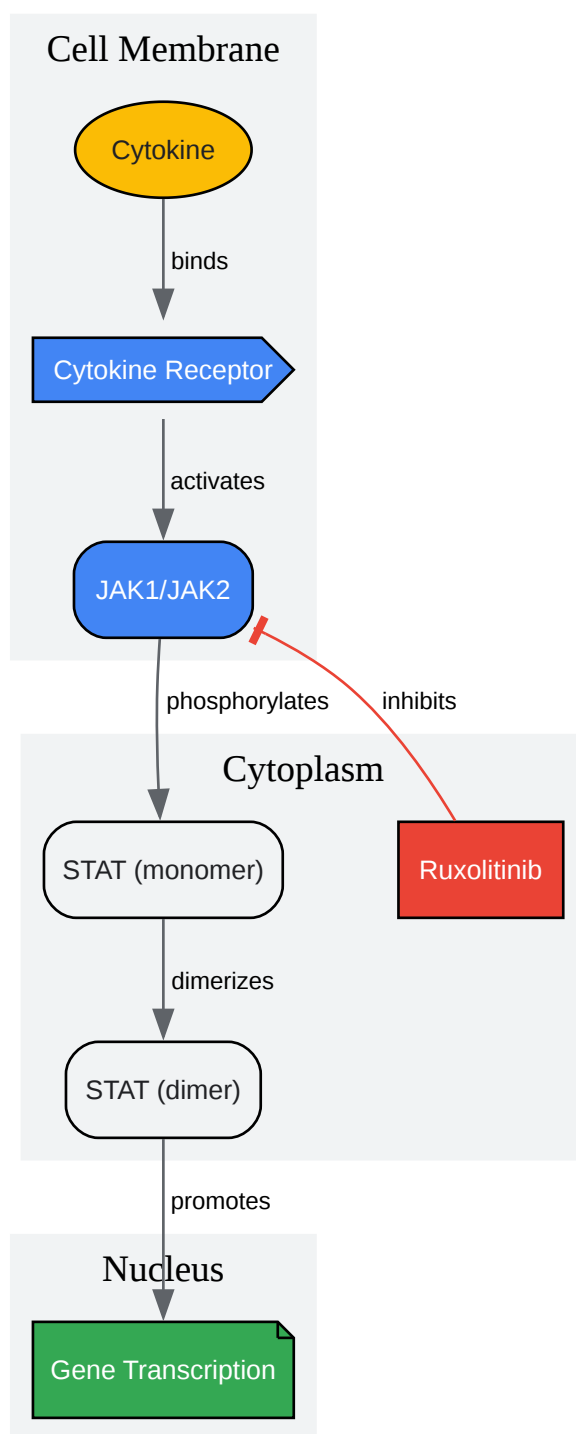 Cell Membrane
Cytokine
binds
Cytokine Receptor
activates
JAK1/JAK2
phosphorylates
inhibits
Cytoplasm
STAT (monomer)
Ruxolitinib
dimerizes
STAT (dimer)
promotes
Nucleus
Gene Transcription